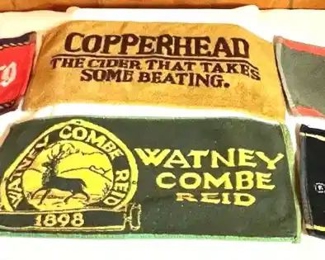 COPPERHEAD
THE CIDER THAT TAKES
SOME BEATING.
WATNEY COMBE REID
1898
WATNEY
COMBE
REID